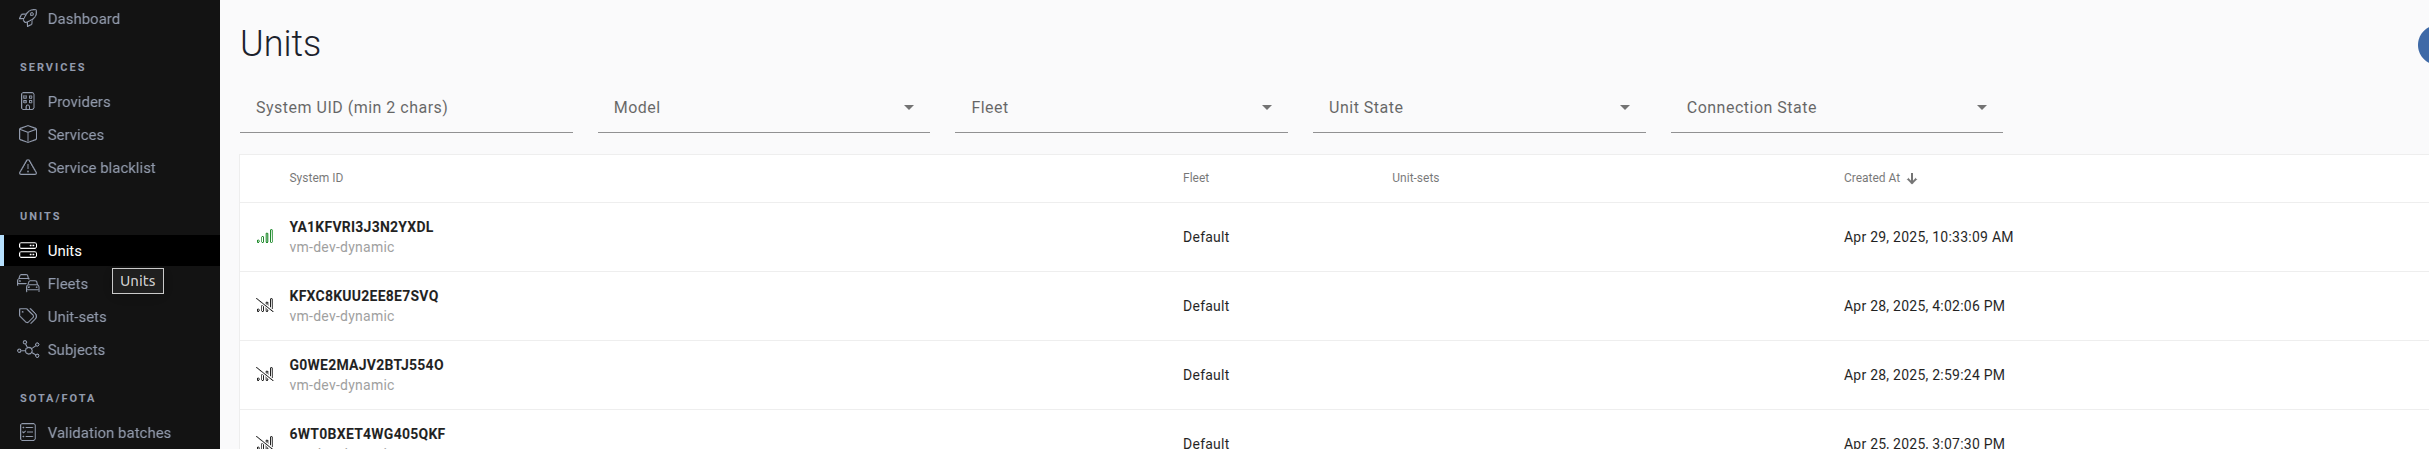 Dashboard
SERVICES
Providers
Services
Service blacklist
UNITS
Units
Fleets
Units
Unit-sets
Subjects
SOTA/FOTA
Validation batches
Units
System UID (min 2 chars) Model Fleet Unit State Connection State
System ID Fleet Unit-sets Created At
YA1KFVRI3J3N2YXDL
vm-dev-dynamic
Default Apr 29, 2025, 10:33:09 AM
KFXC8KUU2EE8E7SVQ
vm-dev-dynamic
Default Apr 28, 2025, 4:02:06 PM
G0WE2MAJV2BTJ554O
vm-dev-dynamic
Default Apr 28, 2025, 2:59:24 PM
6WT0BXET4WG405QKF
Default Apr 25, 2025, 3:07:30 PM